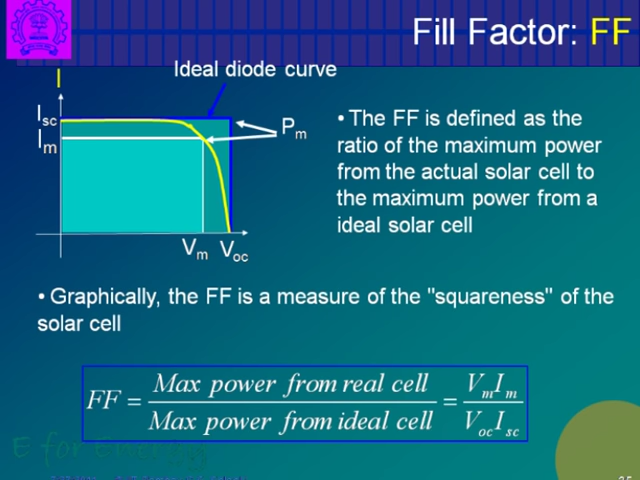 Fill Factor: FF
Ideal diode curve
I
Isc
Im
Pm
Vm Voc
• The FF is defined as the
ratio of the maximum power
from the actual solar cell to
the maximum power from a
ideal solar cell
• Graphically, the FF is a measure of the "squareness" of the
solar cell
FF = Max power from real cell / Max power from ideal cell = VmIm / VocIsc
E for Energy